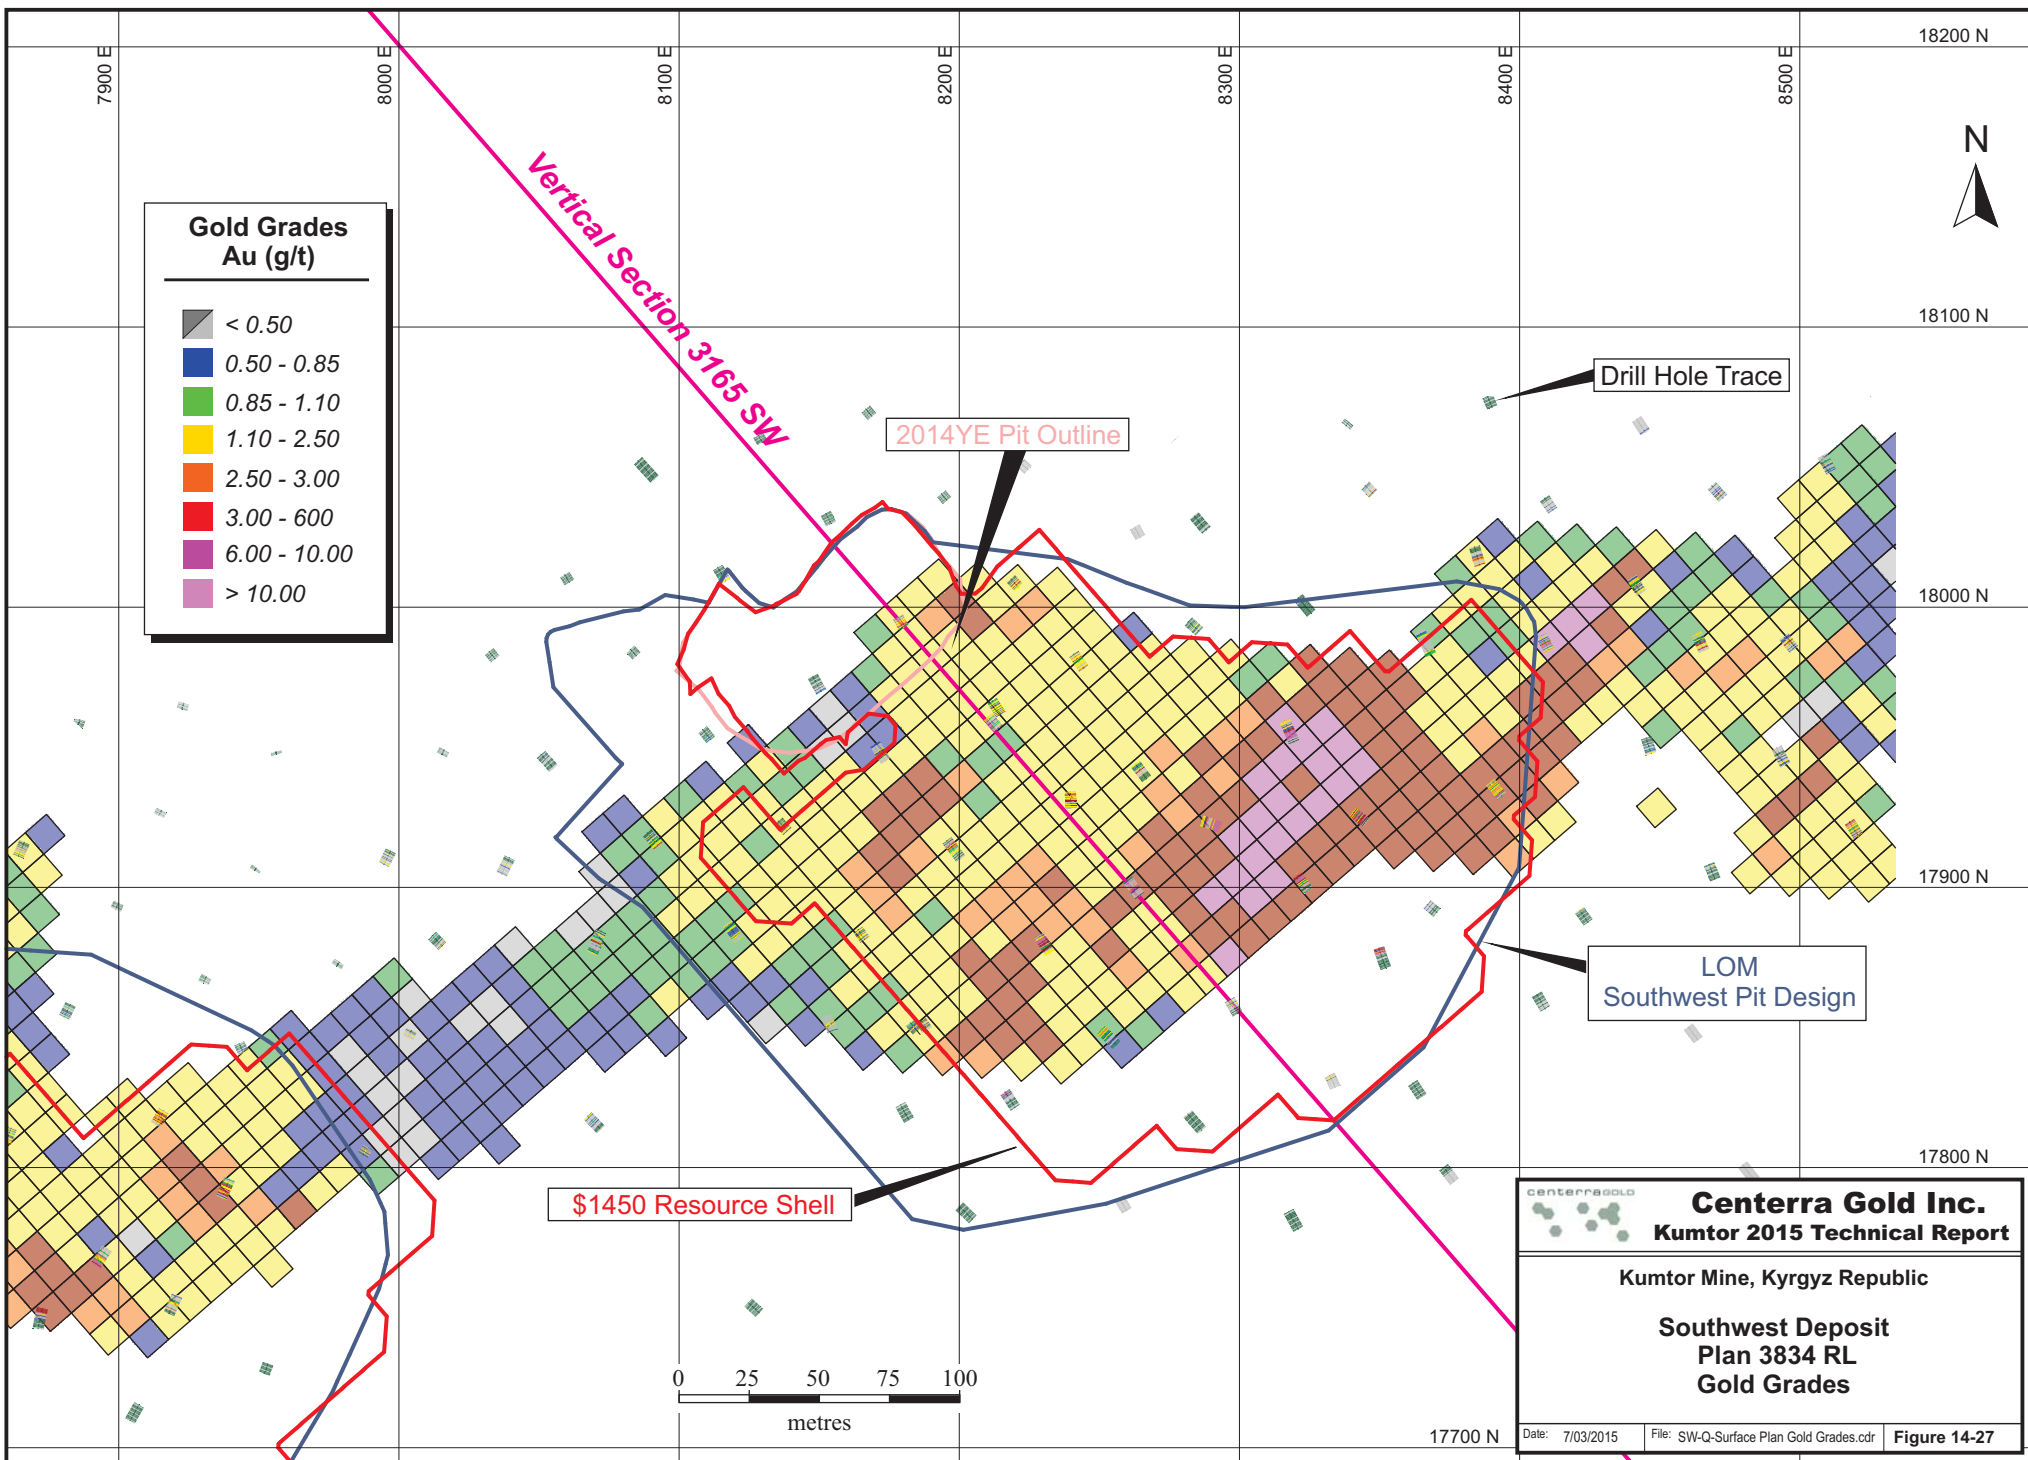 7900 E
8000 E
8100 E
8200 E
8300 E
8400 E
8500 E
18200 N
N
Vertical Section 3165 SW
Gold Grades
Au (g/t)
< 0.50
0.50 - 0.85
0.85 - 1.10
1.10 - 2.50
2.50 - 3.00
3.00 - 600
6.00 - 10.00
> 10.00
18100 N
Drill Hole Trace
2014YE Pit Outline
18000 N
17900 N
LOM
Southwest Pit Design
17800 N
$1450 Resource Shell
0 25 50 75 100
metres
17700 N
centerraGOLD
Centerra Gold Inc.
Kumtor 2015 Technical Report
Kumtor Mine, Kyrgyz Republic
Southwest Deposit
Plan 3834 RL
Gold Grades
Date: 7/03/2015
File: SW-Q-Surface Plan Gold Grades.cdr
Figure 14-27